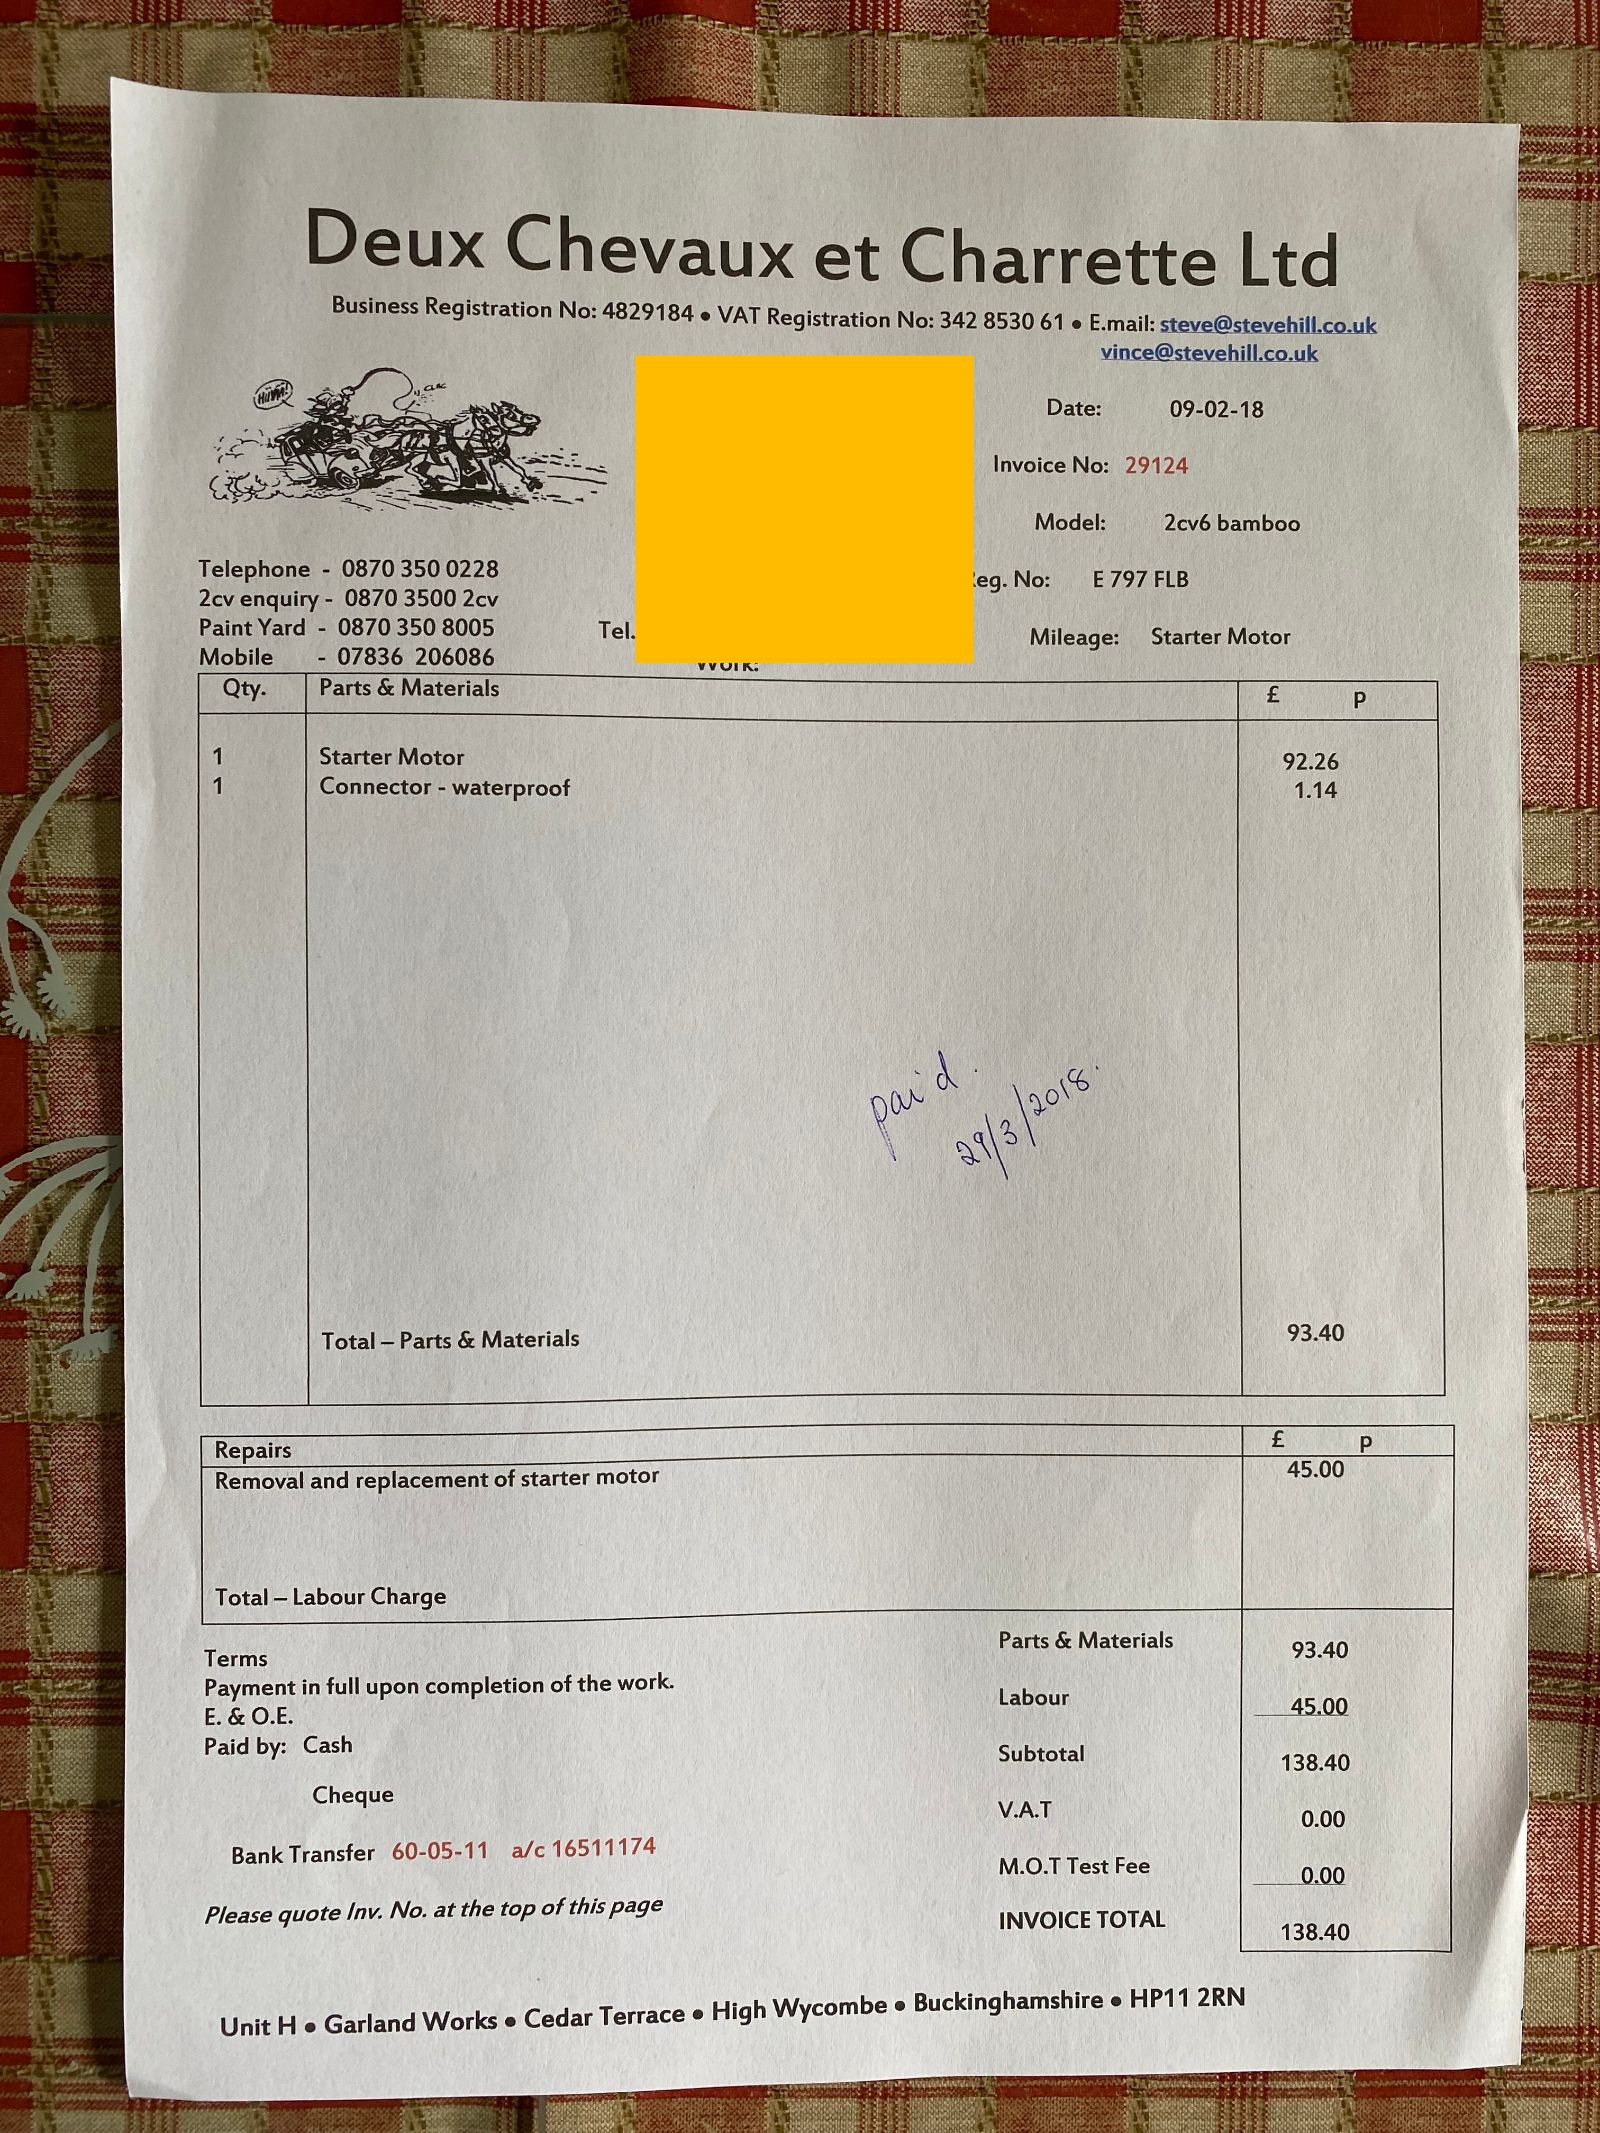 Deux Chevaux et Charrette Ltd
Business Registration No: 4829184 • VAT Registration No: 342 8530 61 • E.mail: steve@stevehill.co.uk
vince@stevehill.co.uk
CLAC
Date: 09-02-18
Invoice No: 29124
Model: 2cv6 bamboo
Telephone - 0870 350 0228
2cv enquiry - 0870 3500 2cv
Paint Yard - 0870 350 8005
Mobile - 07836 206086
Tel.
Work:
eg. No: E 797 FLB
Mileage: Starter Motor
Qty. Parts & Materials £ p
1 Starter Motor 92.26
1 Connector - waterproof 1.14
paid.
29/3/2018.
Total – Parts & Materials 93.40
Repairs £ p
Removal and replacement of starter motor 45.00
Total – Labour Charge
Terms
Payment in full upon completion of the work.
E. & O.E.
Paid by: Cash
Cheque
Bank Transfer 60-05-11 a/c 16511174
Please quote Inv. No. at the top of this page
Parts & Materials 93.40
Labour 45.00
Subtotal 138.40
V.A.T 0.00
M.O.T Test Fee 0.00
INVOICE TOTAL 138.40
Unit H • Garland Works • Cedar Terrace • High Wycombe • Buckinghamshire • HP11 2RN